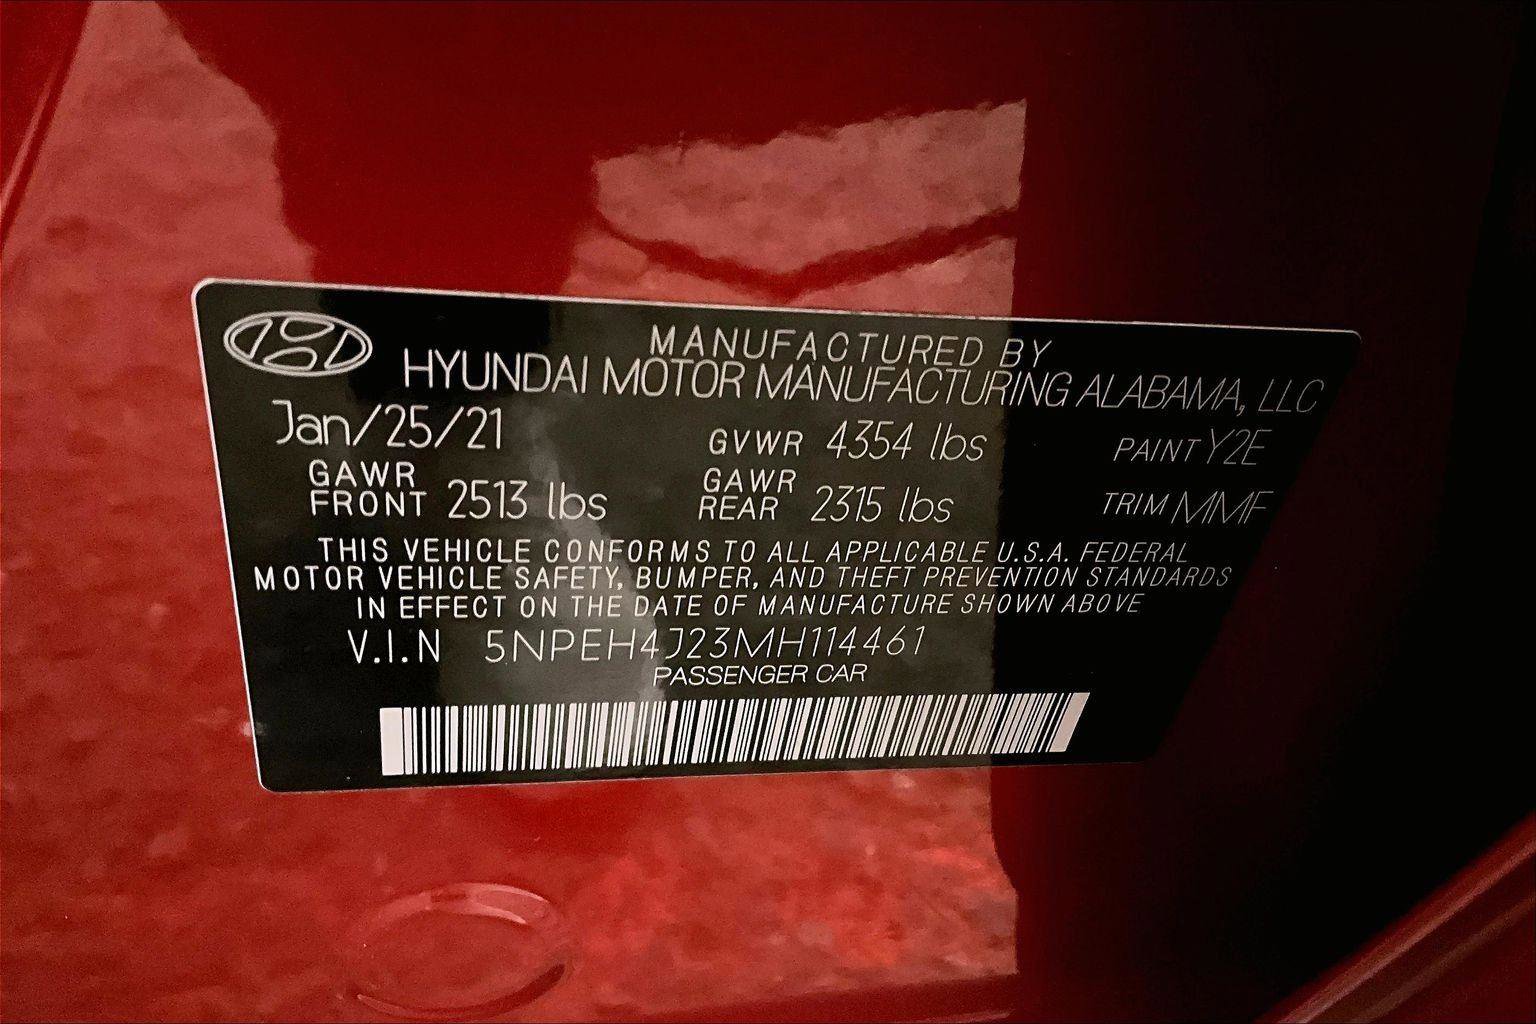 MANUFACTURED BY
HYUNDAI MOTOR MANUFACTURING ALABAMA, LLC
Jan/25/21 GVWR 4354 lbs PAINT Y2E
GAWR FRONT 2513 lbs GAWR REAR 2315 lbs TRIM MMF
THIS VEHICLE CONFORMS TO ALL APPLICABLE U.S.A. FEDERAL
MOTOR VEHICLE SAFETY, BUMPER, AND THEFT PREVENTION STANDARDS
IN EFFECT ON THE DATE OF MANUFACTURE SHOWN ABOVE
V.I.N 5NPEH4J23MH114461
PASSENGER CAR